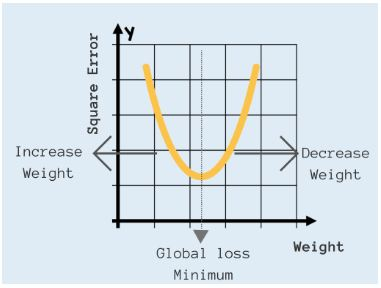 y
Square Error
Increase
Weight
Decrease
Weight
Global loss
Minimum
Weight